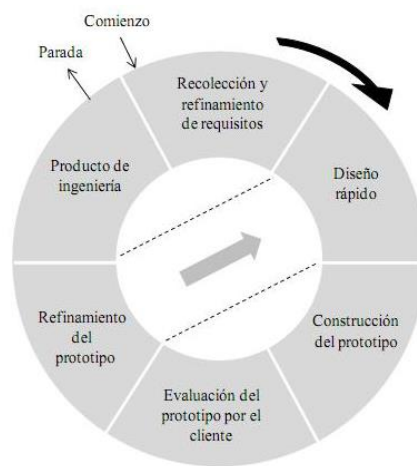 Comienzo
Parada
Recolección y
refinamiento
de requisitos
Diseño
rápido
Construcción
del prototipo
Evaluación del
prototipo por el
cliente
Refinamiento
del
prototipo
Producto de
ingeniería